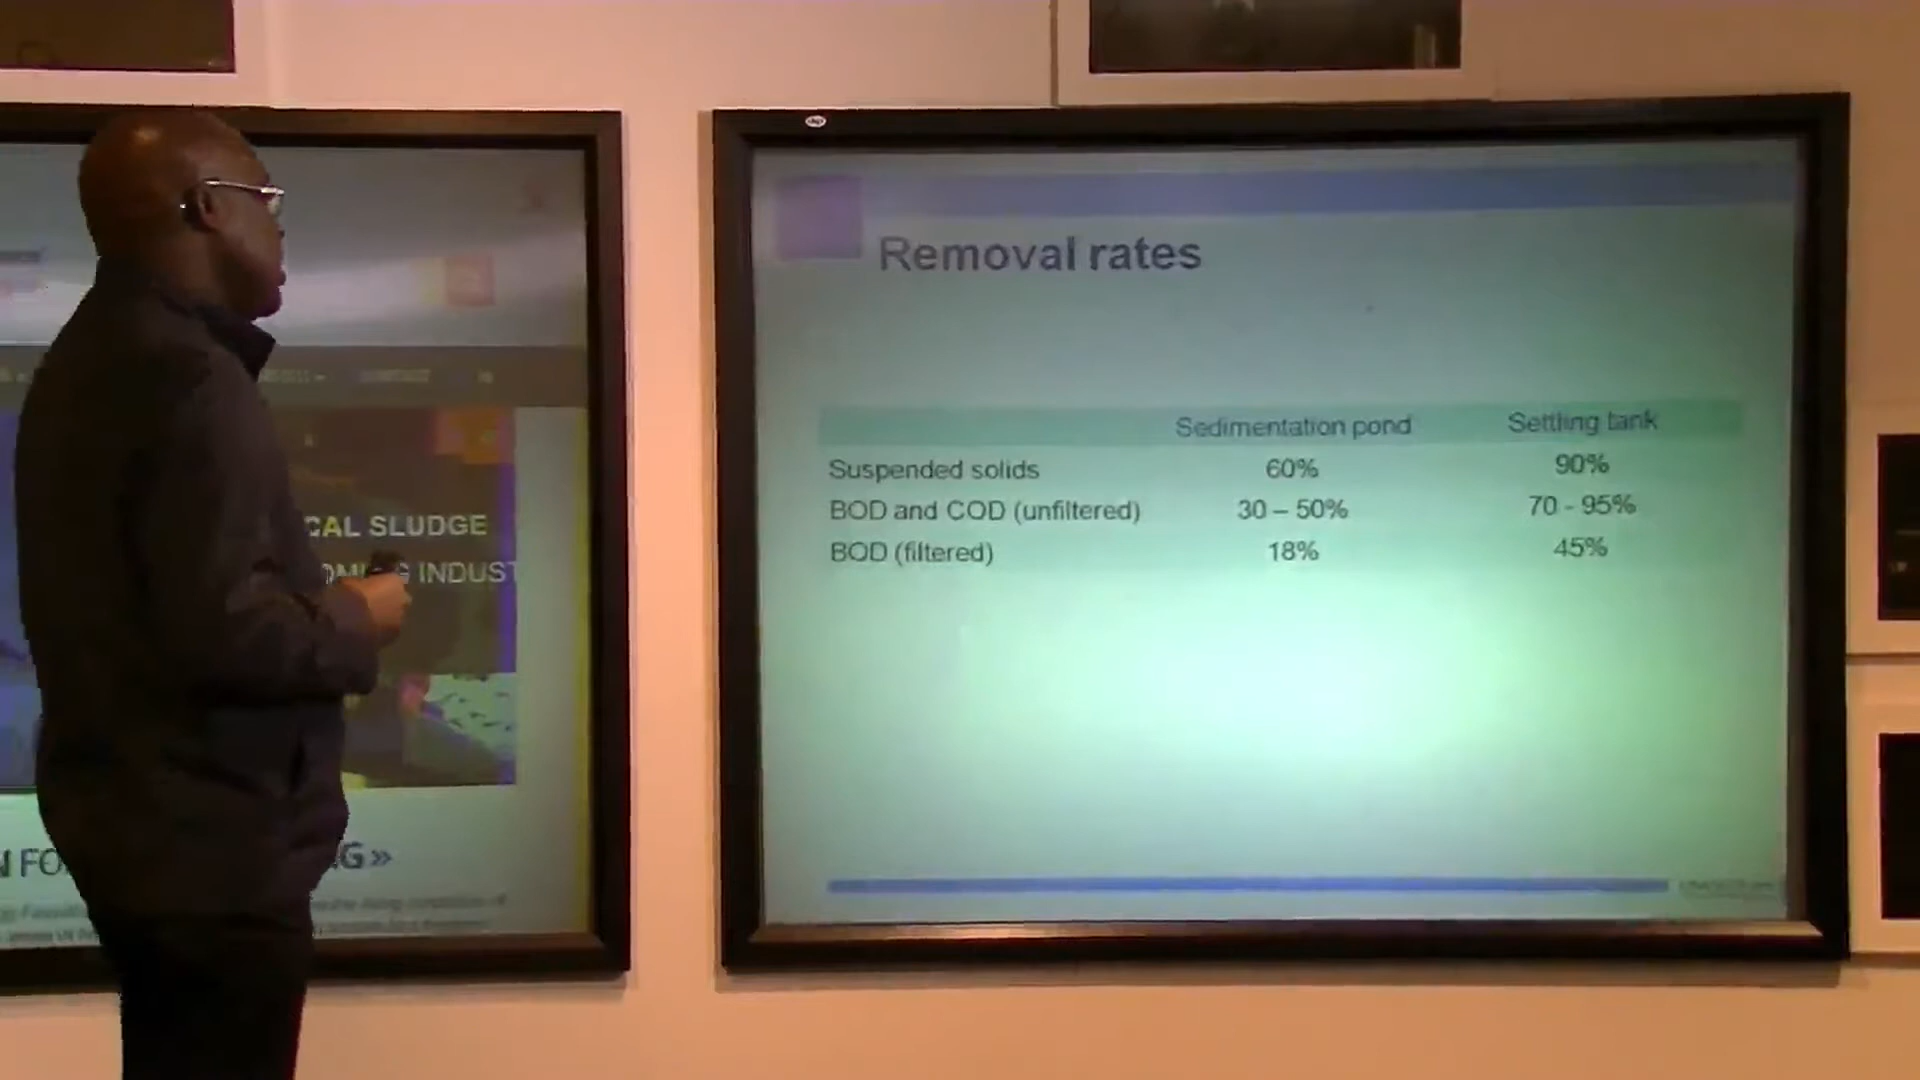 CAL SLUDGE
INDUST
N FO
G»
hp
Removal rates
Sedimentation pond Settling tank
Suspended solids 60% 90%
BOD and COD (unfiltered) 30 – 50% 70 - 95%
BOD (filtered) 18% 45%